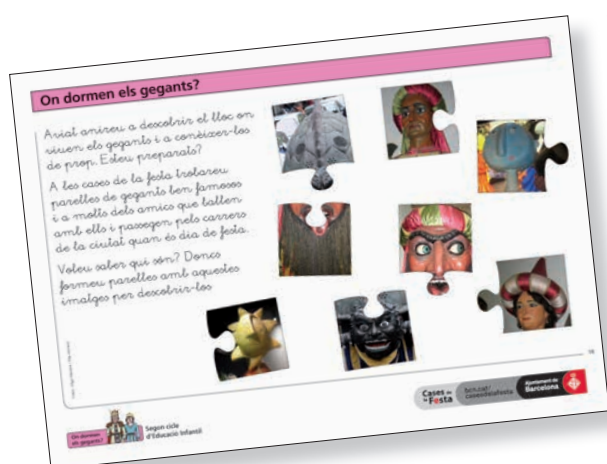 On dormen els gegants?
Aviat anireu a descobrir el lloc on
viuen els gegants i a conèixer-los
de prop. Esteu preparats?
A les cases de la festa trobareu
parelles de gegants ben famosos
i a molts dels amics que ballen
amb ells i passegen pels carrers
de la ciutat quan és dia de festa.
Voleu saber qui són? Doncs
formeu parelles amb aquestes
imatges per descobrir-los
On dormen
els gegants?
Segon cicle
d'Educació Infantil
Cases de
la Festa
bcn.cat/
casesdelafesta
Ajuntament de
Barcelona